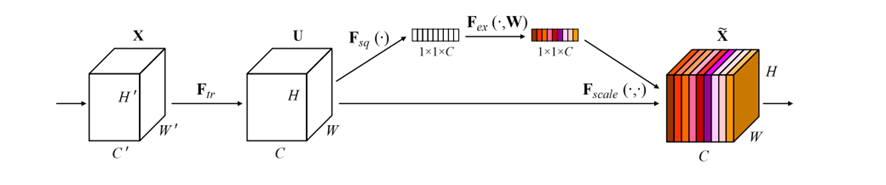 X
U
F_sq (·)
F_ex (·,W)
1×1×C
1×1×C
X̃
H'
F_tr
H
F_scale (·,·)
H
W'
W
W
C'
C
C